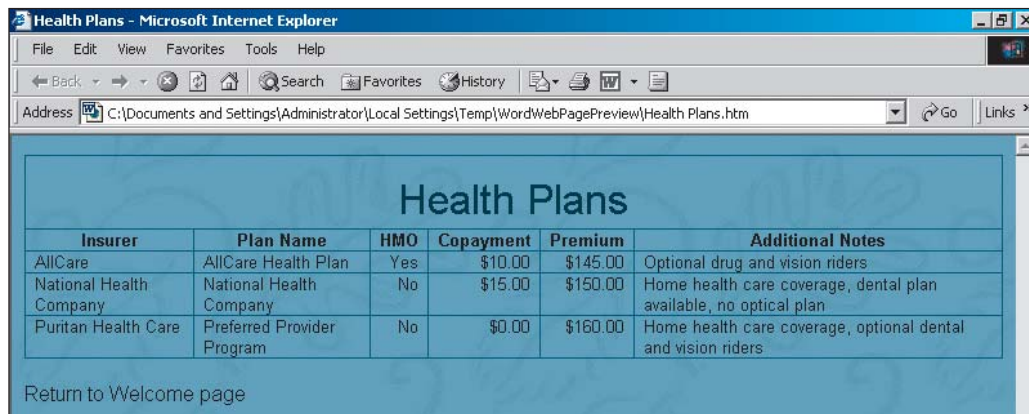 Health Plans - Microsoft Internet Explorer
File Edit View Favorites Tools Help
Back Search Favorites History
Address C:\Documents and Settings\Administrator\Local Settings\Temp\WordWebPagePreview\Health Plans.htm Go Links »
Health Plans
Insurer Plan Name HMO Copayment Premium Additional Notes
AllCare AllCare Health Plan Yes $10.00 $145.00 Optional drug and vision riders
National Health National Health No $15.00 $150.00 Home health care coverage, dental plan
Company Company available, no optical plan
Puritan Health Care Preferred Provider No $0.00 $160.00 Home health care coverage, optional dental
Program and vision riders
Return to Welcome page